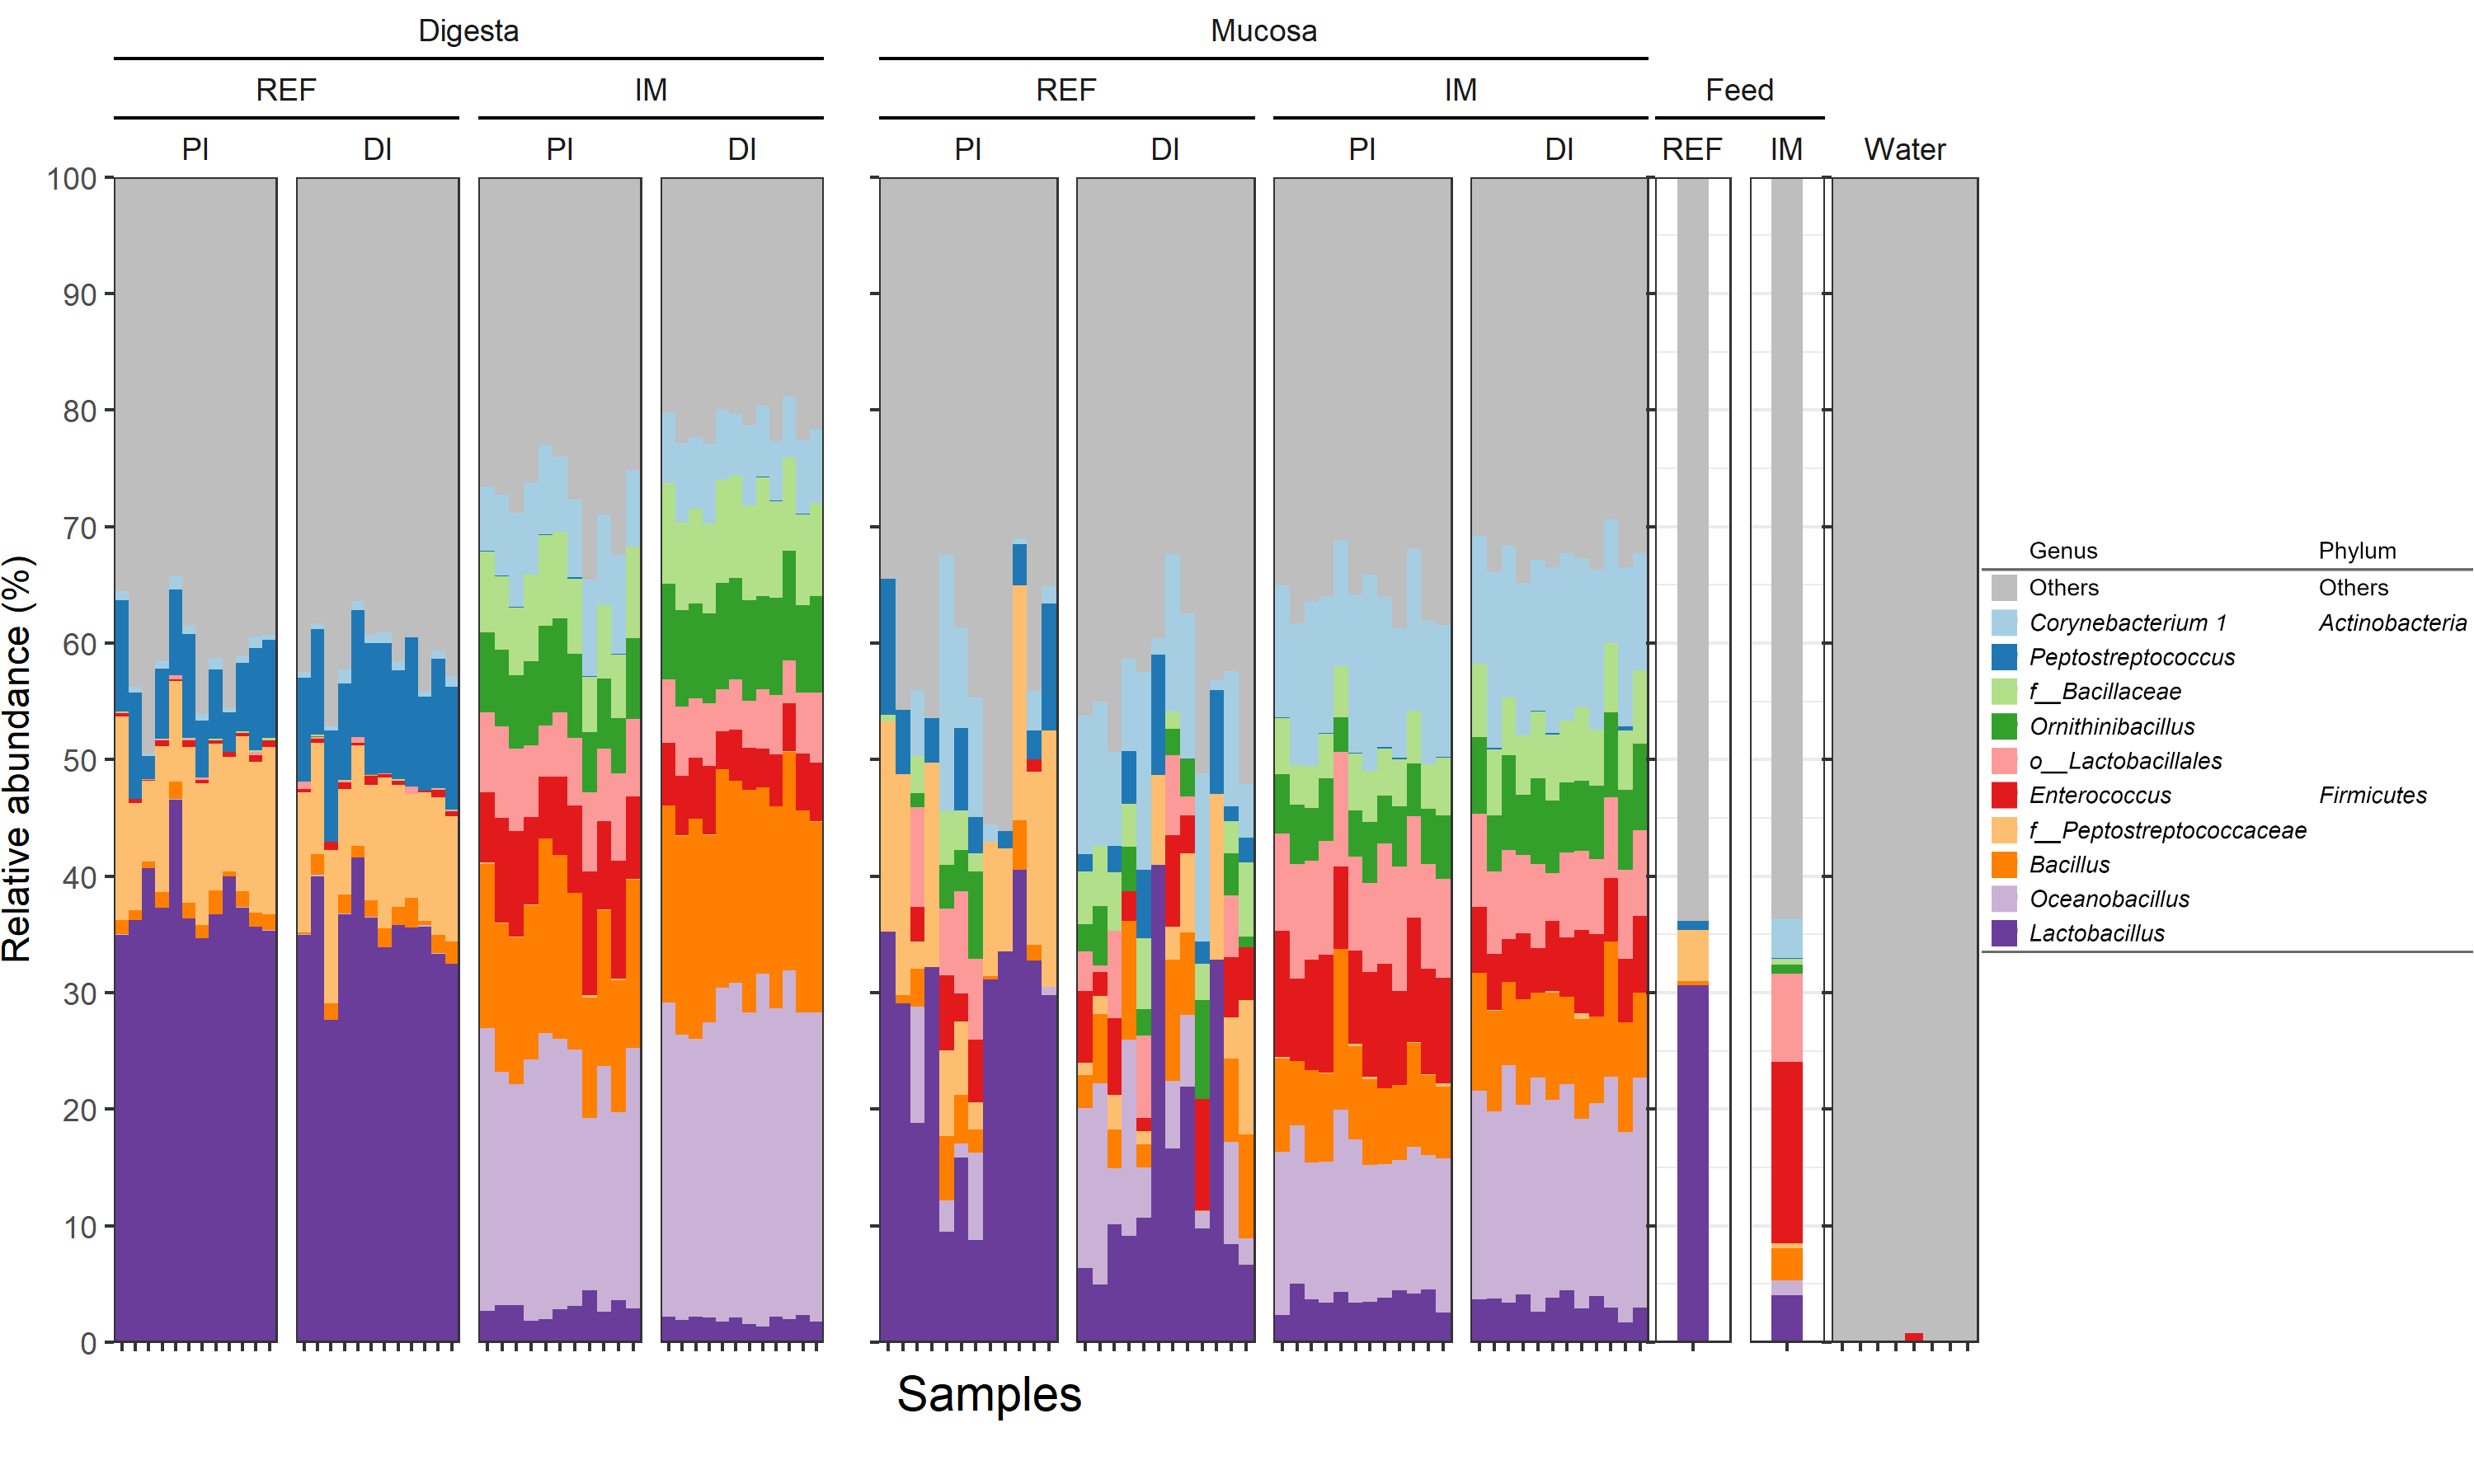 Digesta Mucosa
REF IM REF IM Feed
PI DI PI DI PI DI PI DI REF IM Water
100
90
80
70
60
50
40
30
20
10
0
Relative abundance (%)
Samples
Genus Phylum
Others Others
Corynebacterium 1 Actinobacteria
Peptostreptococcus
f__Bacillaceae
Ornithinibacillus
o__Lactobacillales
Enterococcus Firmicutes
f__Peptostreptococcaceae
Bacillus
Oceanobacillus
Lactobacillus